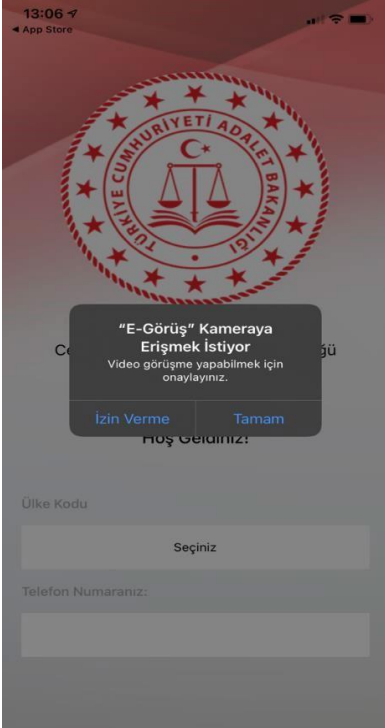 13:06
◀ App Store
TÜRKİYE CUMHURİYETİ ADALET BAKANLIĞI
"E-Görüş" Kameraya
Erişmek İstiyor
Video görüşme yapabilmek için
onaylayınız.
İzin Verme
Tamam
Hoş Geldiniz!
Ülke Kodu
Seçiniz
Telefon Numaranız: